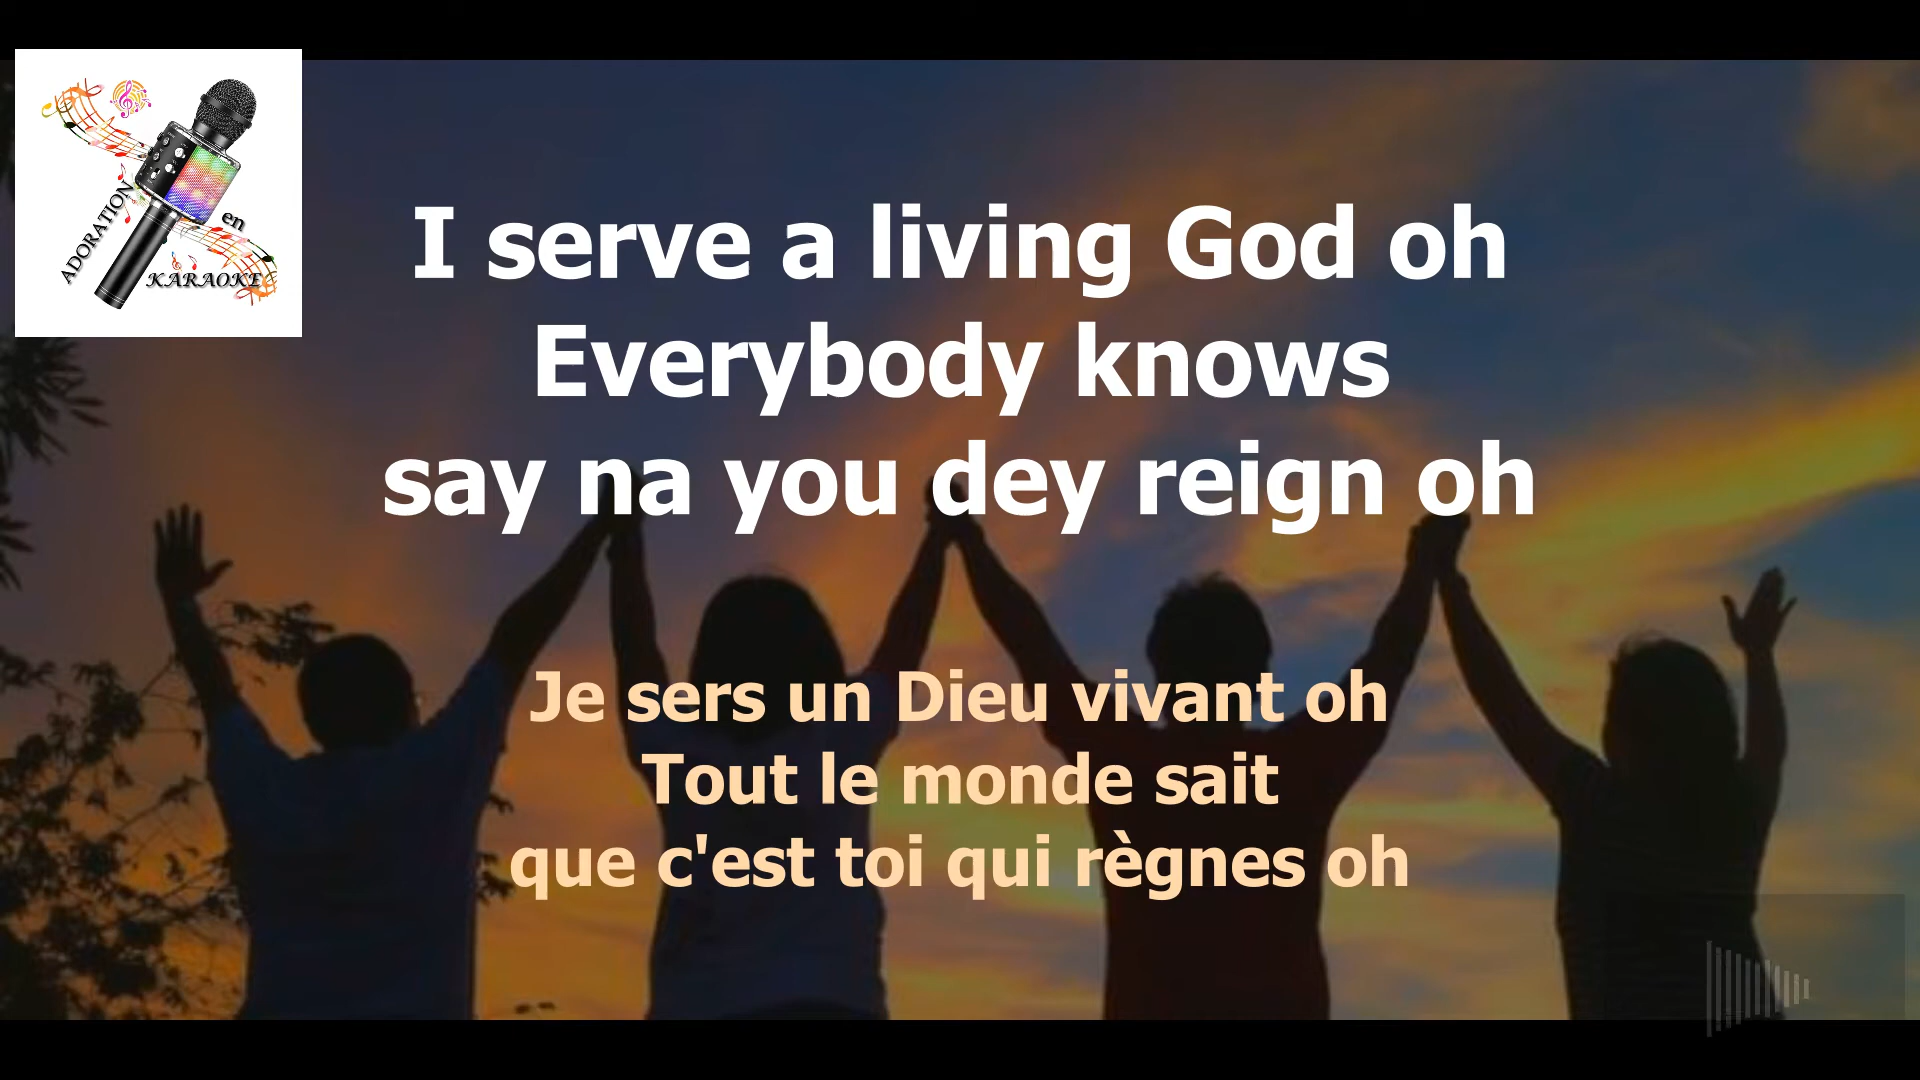 ADORATION
en
KARAOKE
I serve a living God oh
Everybody knows
say na you dey reign oh
Je sers un Dieu vivant oh
Tout le monde sait
que c'est toi qui règnes oh